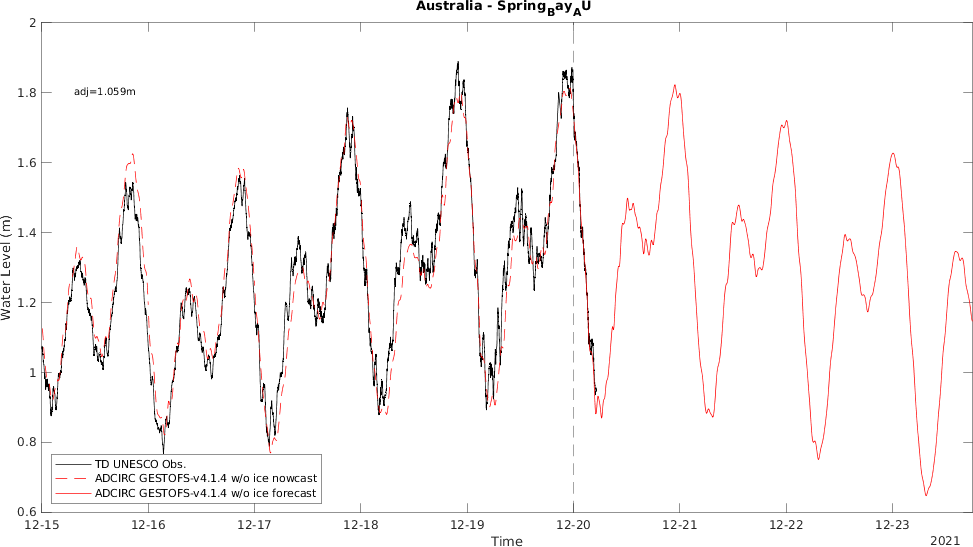 Australia - Spring_Bay_AU
2
1.8
1.6
1.4
1.2
1
0.8
0.6
Water Level (m)
adj=1.059m
TD UNESCO Obs.
ADCIRC GESTOFS-v4.1.4 w/o ice nowcast
ADCIRC GESTOFS-v4.1.4 w/o ice forecast
12-15 12-16 12-17 12-18 12-19 12-20 12-21 12-22 12-23
Time
2021